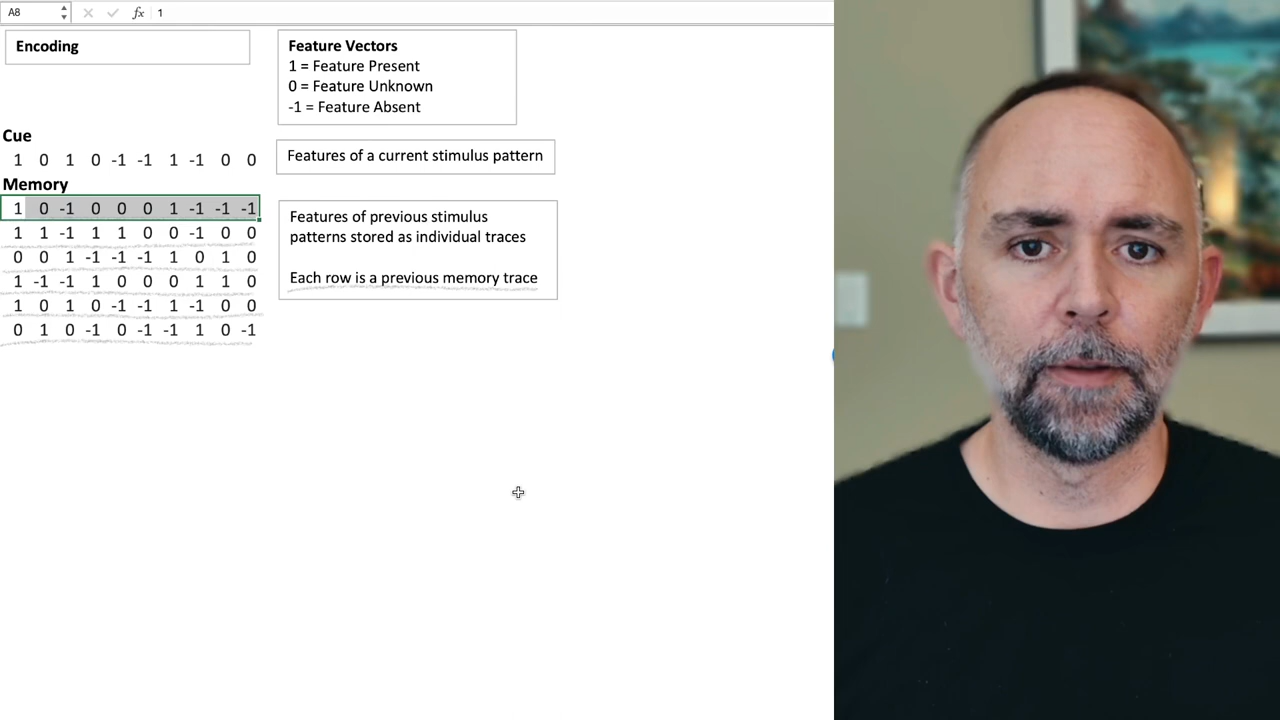 A8 fx 1
Encoding
Feature Vectors
1 = Feature Present
0 = Feature Unknown
-1 = Feature Absent
Cue
1 0 1 0 -1 -1 1 -1 0 0
Features of a current stimulus pattern
Memory
1 0 -1 0 0 0 1 -1 -1 -1
1 1 -1 1 1 0 0 -1 0 0
0 0 1 -1 -1 -1 1 0 1 0
1 -1 -1 1 0 0 0 1 1 0
1 0 1 0 -1 -1 1 -1 0 0
0 1 0 -1 0 -1 -1 1 0 -1
Features of previous stimulus
patterns stored as individual traces
Each row is a previous memory trace